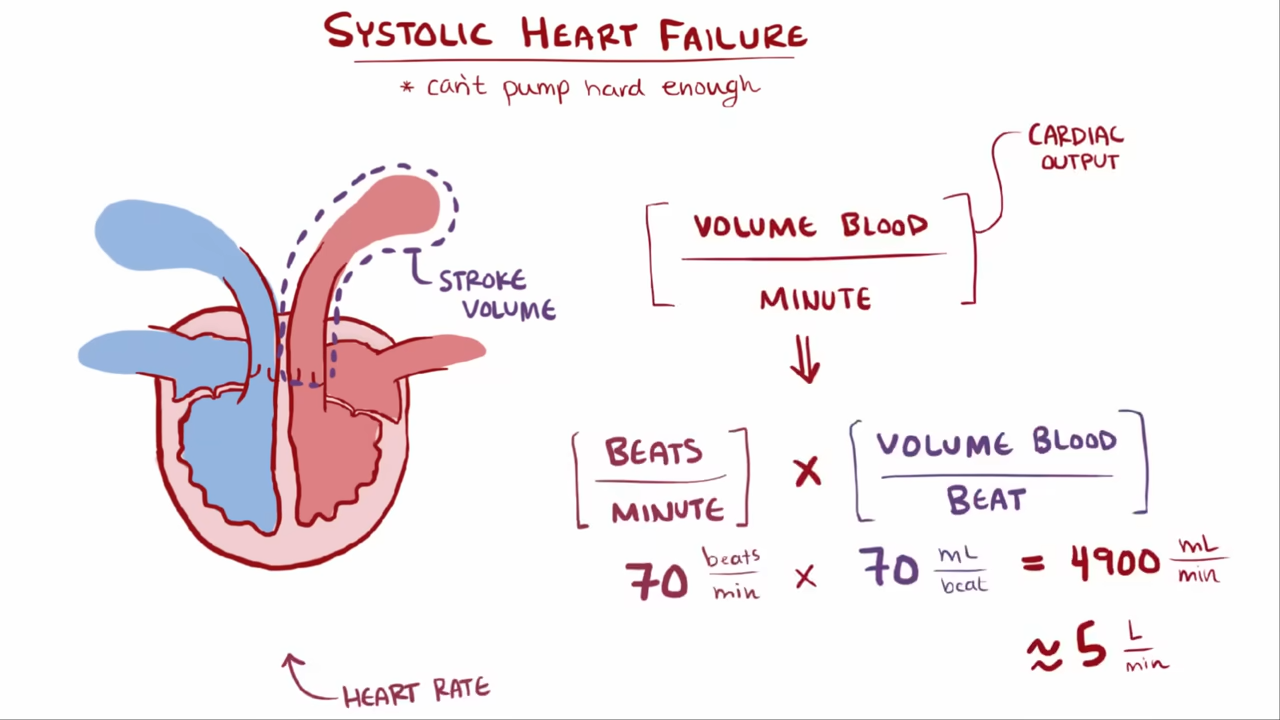 SYSTOLIC HEART FAILURE
* can't pump hard enough
CARDIAC
OUTPUT
VOLUME BLOOD
MINUTE
STROKE
VOLUME
BEATS
MINUTE
×
VOLUME BLOOD
BEAT
70 beats/min × 70 mL/beat = 4900 mL/min
≈ 5 L/min
HEART RATE